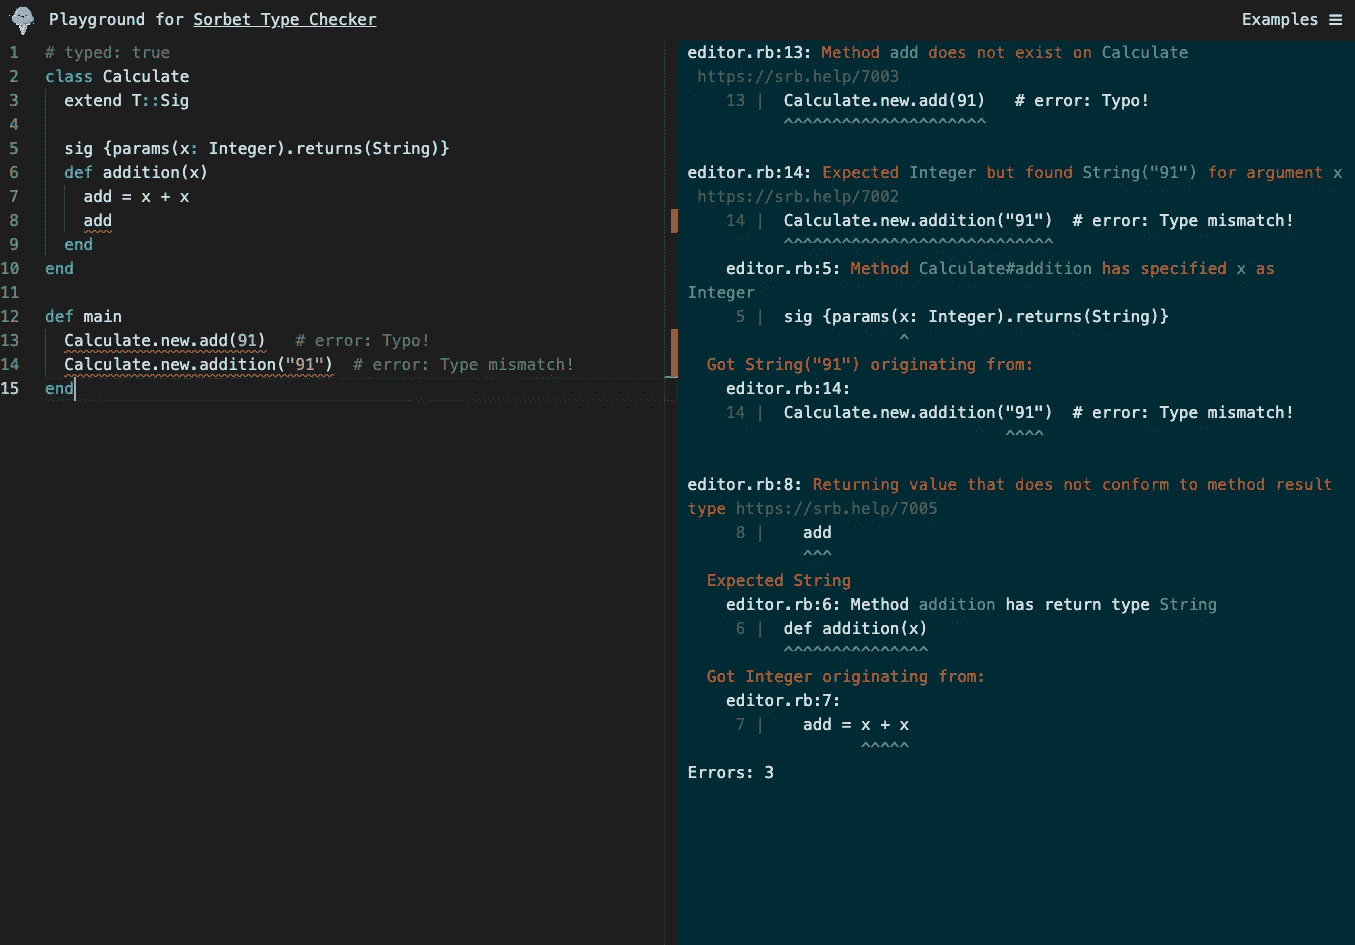 Playground for Sorbet Type Checker
Examples ≡
1 # typed: true
2 class Calculate
3   extend T::Sig
4
5   sig {params(x: Integer).returns(String)}
6   def addition(x)
7     add = x + x
8     add
9   end
10 end
11
12 def main
13   Calculate.new.add(91)   # error: Typo!
14   Calculate.new.addition("91")  # error: Type mismatch!
15 end
editor.rb:13: Method add does not exist on Calculate
https://srb.help/7003
13 |  Calculate.new.add(91)   # error: Typo!
^^^^^^^^^^^^^^^^^^^^^
editor.rb:14: Expected Integer but found String("91") for argument x
https://srb.help/7002
14 |  Calculate.new.addition("91")  # error: Type mismatch!
^^^^^^^^^^^^^^^^^^^^^^^^^^^^
editor.rb:5: Method Calculate#addition has specified x as
Integer
5 |  sig {params(x: Integer).returns(String)}
^
Got String("91") originating from:
editor.rb:14:
14 |  Calculate.new.addition("91")  # error: Type mismatch!
^^^^
editor.rb:8: Returning value that does not conform to method result
type https://srb.help/7005
8 |    add
^^^
Expected String
editor.rb:6: Method addition has return type String
6 |  def addition(x)
^^^^^^^^^^^^^^^
Got Integer originating from:
editor.rb:7:
7 |    add = x + x
^^^^^
Errors: 3